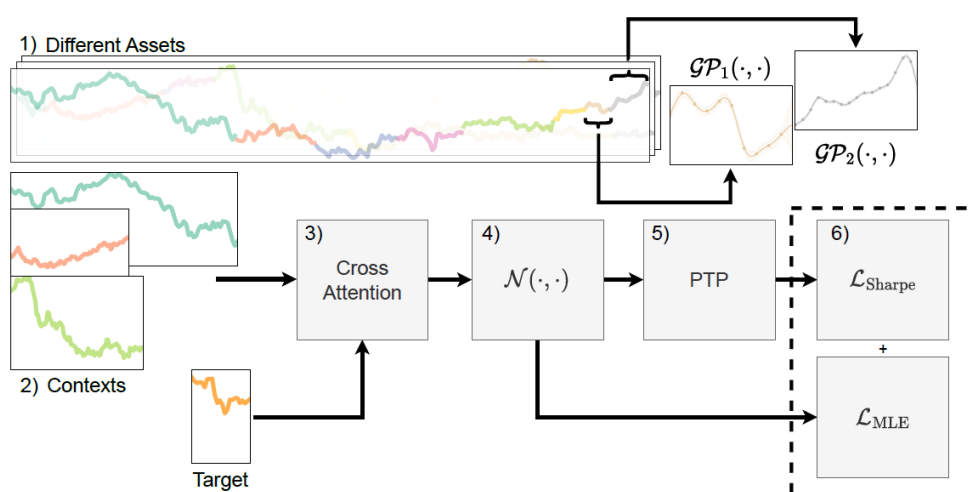 1) Different Assets
𝒢𝒫₁(·,·)
𝒢𝒫₂(·,·)
3)
Cross
Attention
4)
𝒩(·,·)
5)
PTP
6)
ℒ_Sharpe
+
ℒ_MLE
2) Contexts
Target